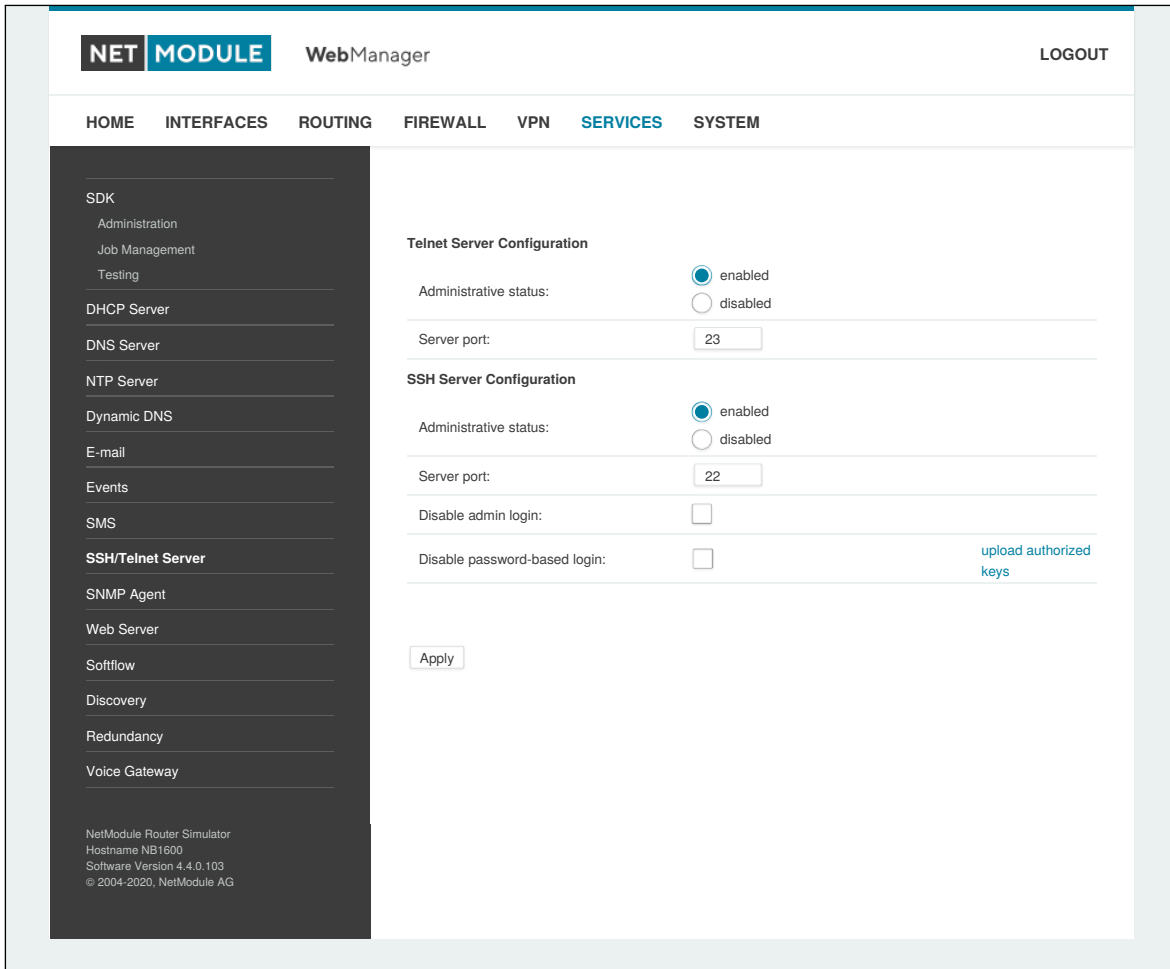 NET MODULE WebManager LOGOUT
HOME INTERFACES ROUTING FIREWALL VPN SERVICES SYSTEM
SDK
Administration
Job Management
Testing
DHCP Server
DNS Server
NTP Server
Dynamic DNS
E-mail
Events
SMS
SSH/Telnet Server
SNMP Agent
Web Server
Softflow
Discovery
Redundancy
Voice Gateway
NetModule Router Simulator
Hostname NB1600
Software Version 4.4.0.103
© 2004-2020, NetModule AG
Telnet Server Configuration
Administrative status:
enabled
disabled
Server port: 23
SSH Server Configuration
Administrative status:
enabled
disabled
Server port: 22
Disable admin login:
Disable password-based login:
upload authorized
keys
Apply